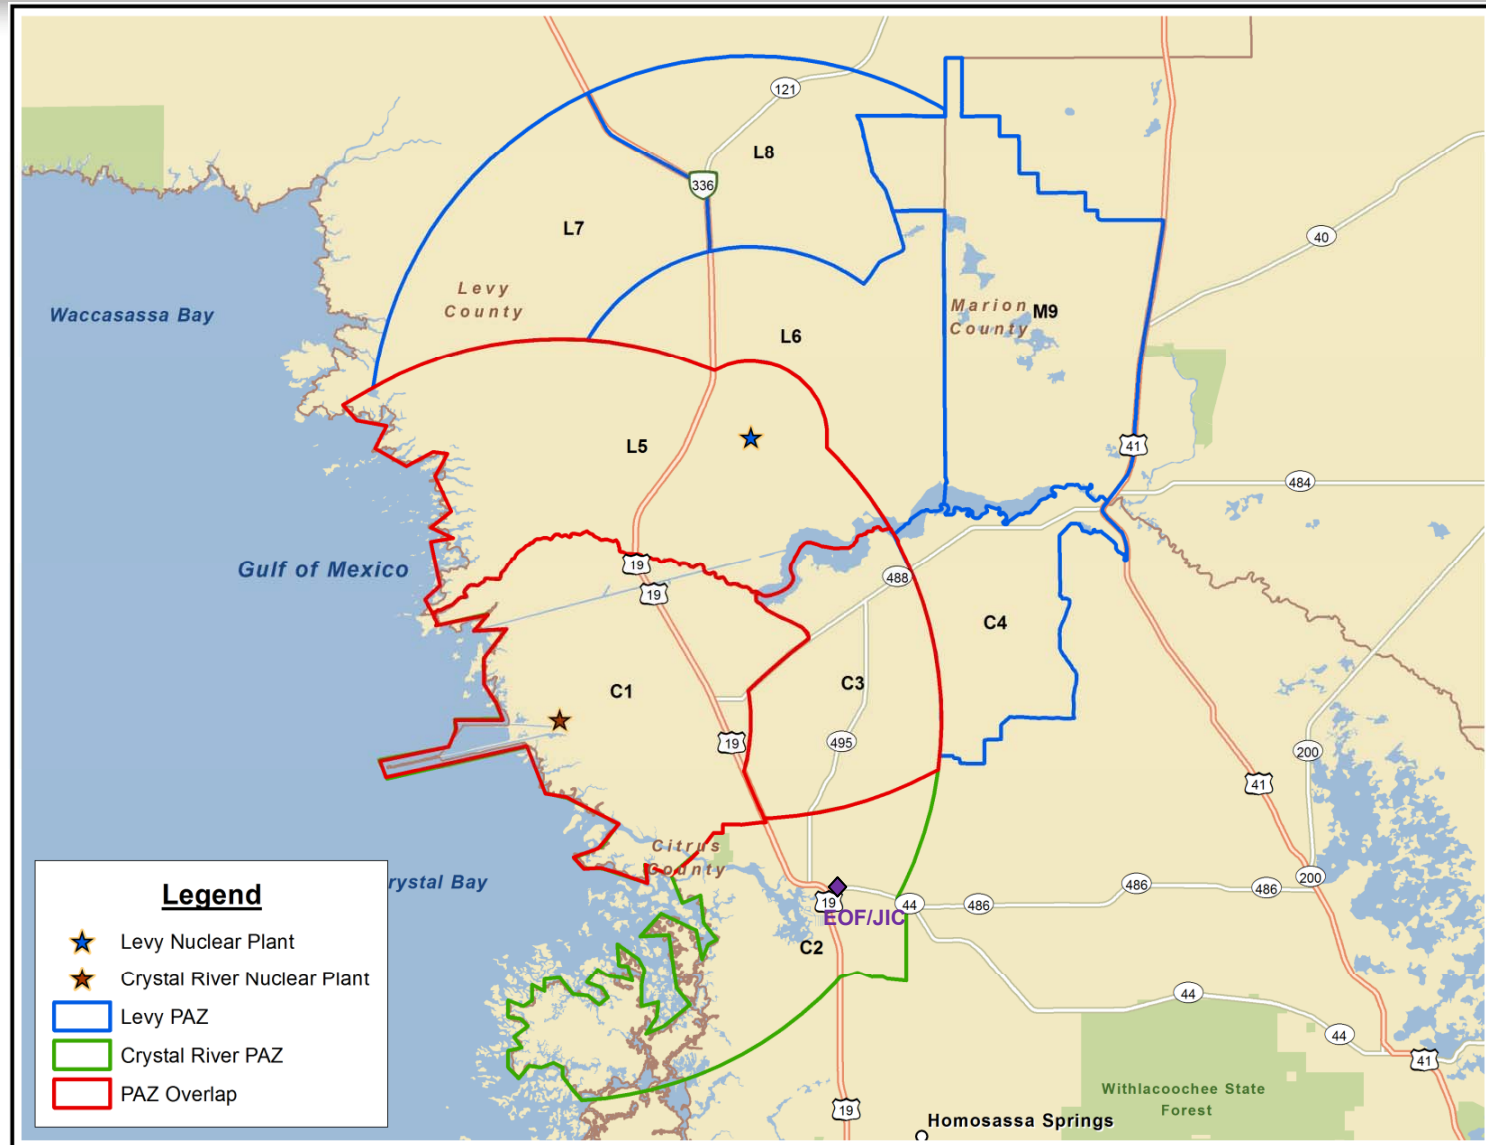 121
L8
336
L7
40
Levy
County
Waccasassa Bay
Marion
County
M9
L6
L5
41
484
Gulf of Mexico
19
19
488
C4
C1
C3
19
495
200
41
Citrus
County
rystal Bay
200
486
486
44
486
19
EOF/JIC
C2
44
44
41
Withlacoochee State
Forest
19
Homosassa Springs
Legend
Levy Nuclear Plant
Crystal River Nuclear Plant
Levy PAZ
Crystal River PAZ
PAZ Overlap